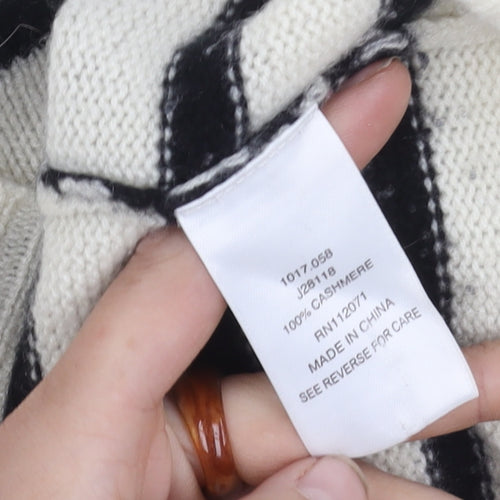 1017.058
J28118
100% CASHMERE
RN112071
MADE IN CHINA
SEE REVERSE FOR CARE